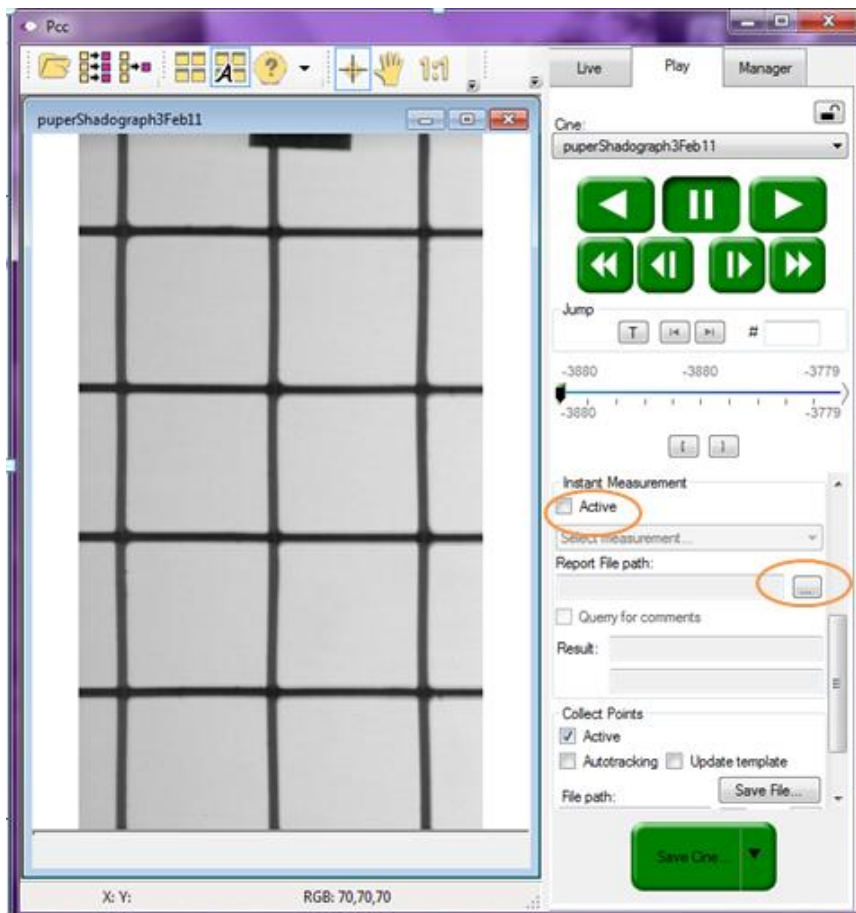 Pcc
A
?
1:1
Live
Play
Manager
puperShadograph3Feb11
Cine:
puperShadograph3Feb11
Jump
T
#
-3880
-3880
-3779
-3880
-3779
[
]
Instant Measurement
Active
Select measurement...
Report File path:
...
Querry for comments
Result:
Collect Points
Active
Autotracking
Update template
File path:
Save File...
Save Cine...
X: Y:
RGB: 70,70,70